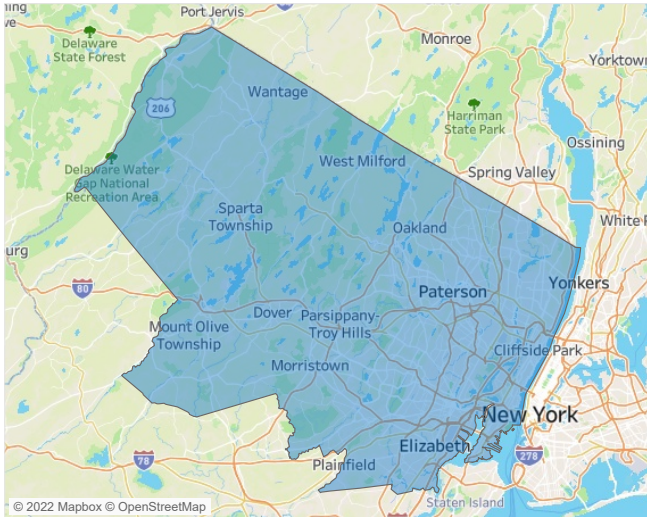 Port Jervis
Delaware
State Forest
Monroe
Yorktown
206
Wantage
Harriman
State Park
Ossining
West Milford
Spring Valley
Delaware Water
Gap National
Recreation Area
Sparta
Township
Oakland
White P
urg
80
Yonkers
Paterson
Dover
Parsippany-
Troy Hills
Mount Olive
Township
Cliffside Park
Morristown
New York
Elizabeth
78
Plainfield
278
Staten Island
© 2022 Mapbox © OpenStreetMap